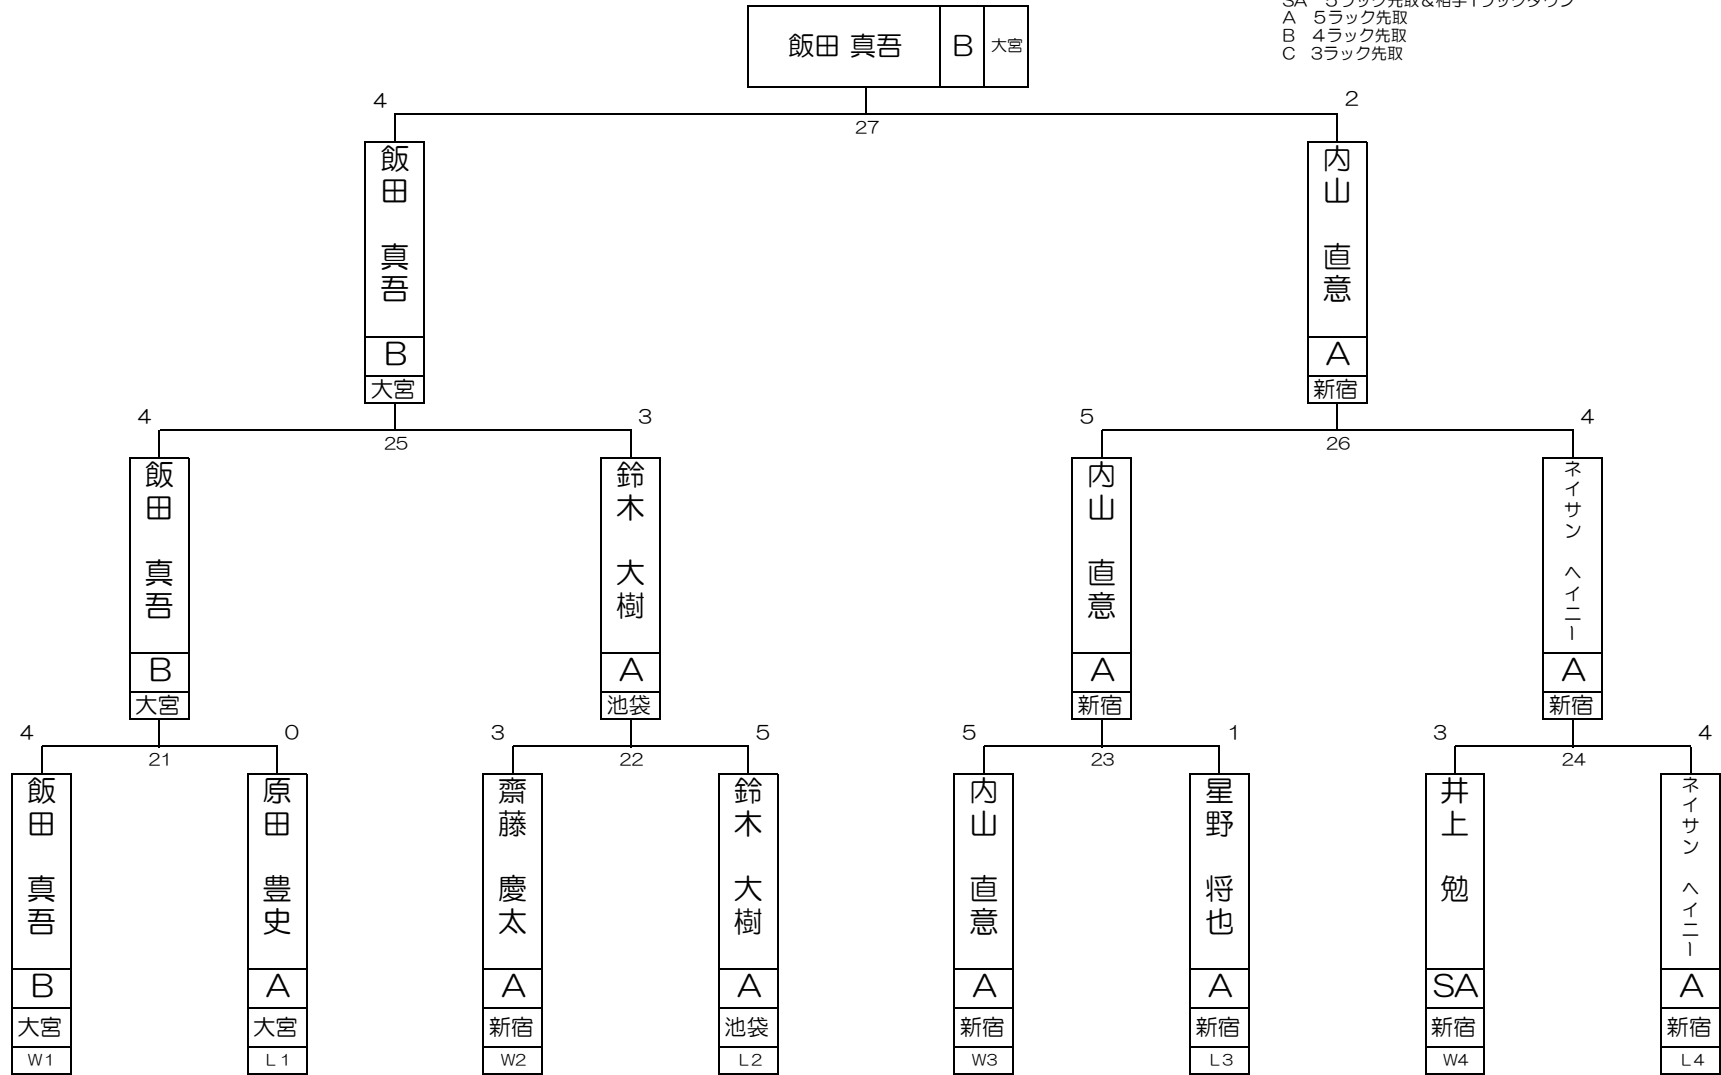 SA 5ラック先取&相手1ラックダウン
A 5ラック先取
B 4ラック先取
C 3ラック先取
飯田 真吾 B 大宮
4 2
27
飯田 真吾 B 大宮
内山 直意 A 新宿
4 3 5 4
25 26
飯田 真吾 B 大宮
鈴木 大樹 A 池袋
内山 直意 A 新宿
ネイサン ヘイニー A 新宿
4 0 3 5 5 1 3 4
21 22 23 24
飯田 真吾 B 大宮 W1
原田 豊史 A 大宮 L1
齋藤 慶太 A 新宿 W2
鈴木 大樹 A 池袋 L2
内山 直意 A 新宿 W3
星野 将也 A 新宿 L3
井上 勉 SA 新宿 W4
ネイサン ヘイニー A 新宿 L4